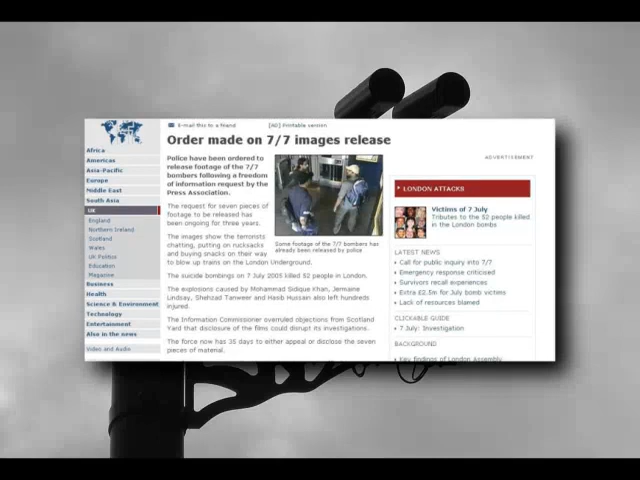 E-mail this to a friend
Printable version
Order made on 7/7 images release
ADVERTISEMENT
Africa
Americas
Asia-Pacific
Europe
Middle East
South Asia
UK
England
Northern Ireland
Scotland
Wales
UK Politics
Education
Magazine
Business
Health
Science & Environment
Technology
Entertainment
Also in the news
Video and Audio
Police have been ordered to
release footage of the 7/7
bombers following a freedom
of information request by the
Press Association.
The request for seven pieces of
footage to be released has
been ongoing for three years.
The images show the terrorists
chatting, putting on rucksacks
and buying snacks on their way
to blow up trains on the London Underground.
Some footage of the 7/7 bombers has
already been released by police
The suicide bombings on 7 July 2005 killed 52 people in London.
The explosions caused by Mohammad Sidique Khan, Jermaine
Lindsay, Shehzad Tanweer and Hasib Hussain also left hundreds
injured.
The Information Commissioner overruled objections from Scotland
Yard that disclosure of the films could disrupt its investigations.
The force now has 35 days to either appeal or disclose the seven
pieces of material.
LONDON ATTACKS
Victims of 7 July
Tributes to the 52 people killed
in the London bombs
LATEST NEWS
Call for public inquiry into 7/7
Emergency response criticised
Survivors recall experiences
Extra £2.5m for July bomb victims
Lack of resources blamed
CLICKABLE GUIDE
7 July: Investigation
BACKGROUND
Key findings of London Assembly